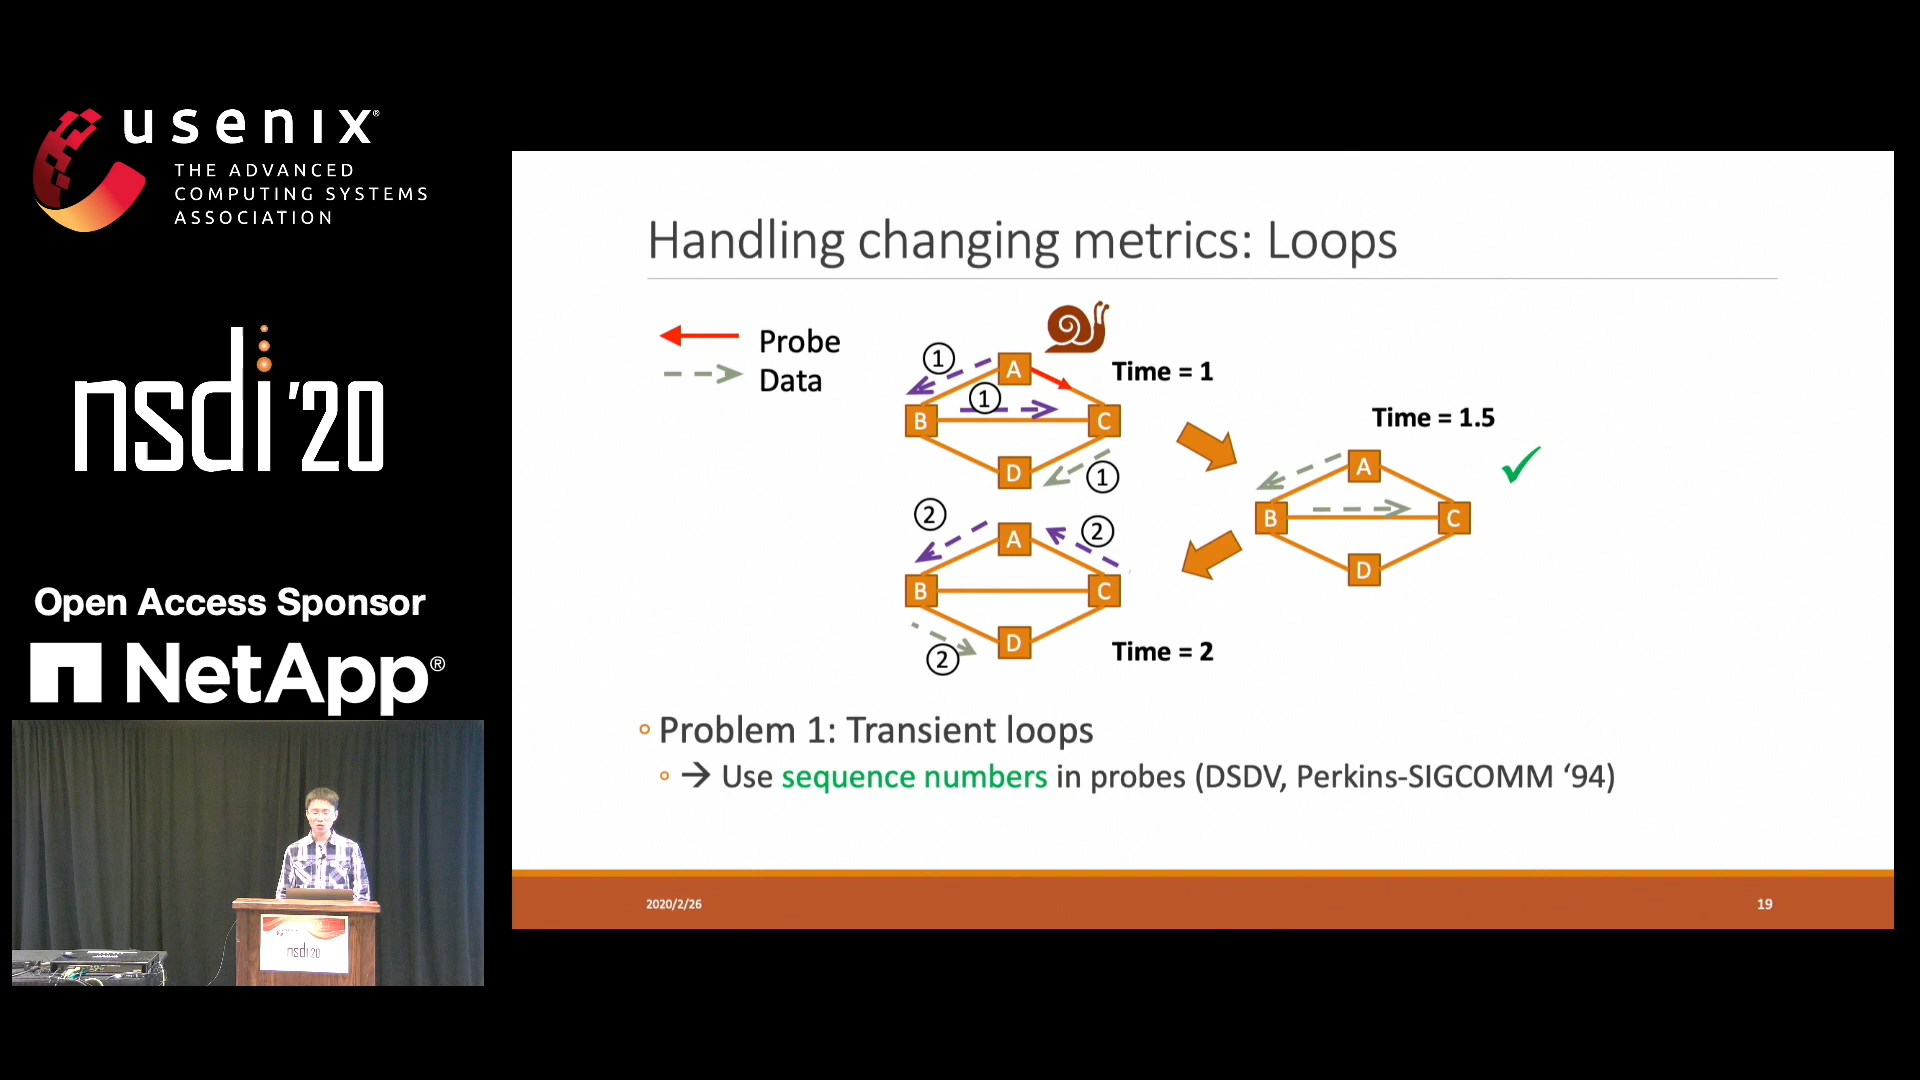 usenix®
THE ADVANCED
COMPUTING SYSTEMS
ASSOCIATION
nsdi '20
Open Access Sponsor
NetApp®
nsdi 20
Handling changing metrics: Loops
Probe
Data
1
A
Time = 1
1
B
C
D
1
Time = 1.5
A
B
C
D
2
A
2
B
C
D
2
Time = 2
Problem 1: Transient loops
→ Use sequence numbers in probes (DSDV, Perkins-SIGCOMM ‘94)
2020/2/26
19